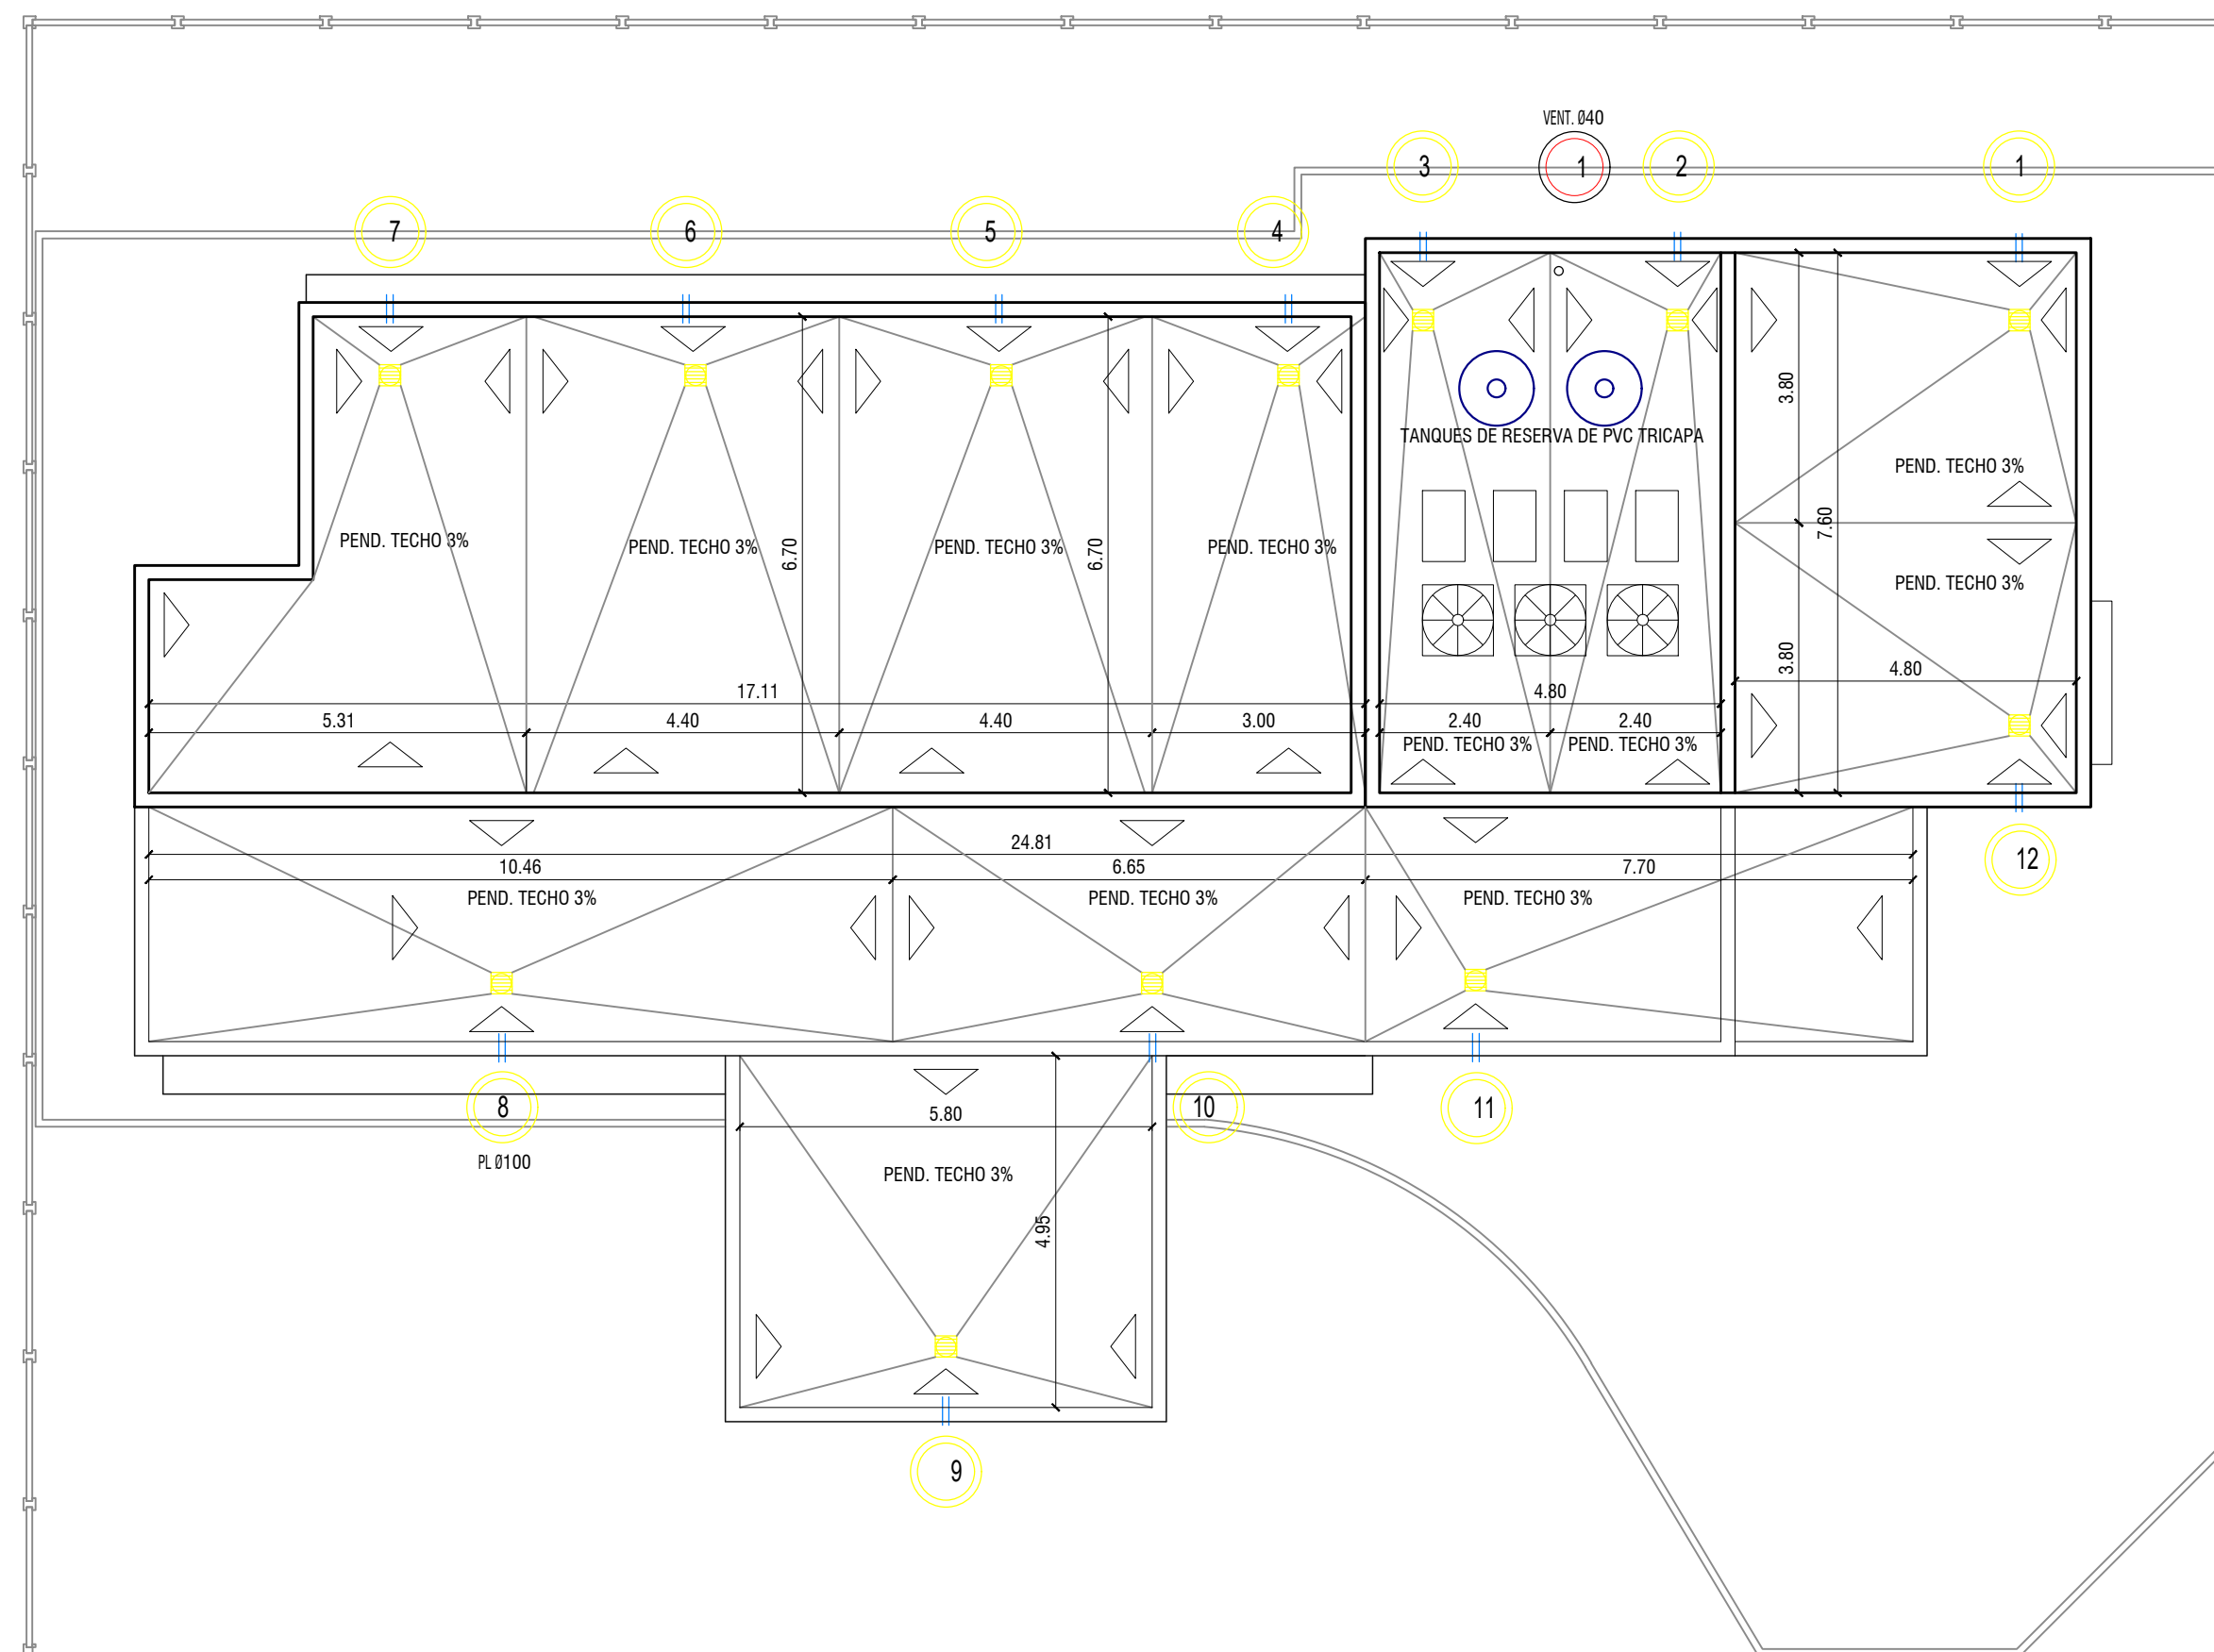 VENT. Ø40
3
1
2
1
7
6
5
4
3.80
7.60
TANQUES DE RESERVA DE PVC TRICAPA
PEND. TECHO 3%
PEND. TECHO 3%
PEND. TECHO 3%
PEND. TECHO 3%
PEND. TECHO 3%
6.70
6.70
PEND. TECHO 3%
3.80
4.80
17.11
4.80
5.31
4.40
4.40
3.00
2.40
2.40
PEND. TECHO 3%
PEND. TECHO 3%
24.81
10.46
6.65
7.70
12
PEND. TECHO 3%
PEND. TECHO 3%
PEND. TECHO 3%
8
5.80
10
11
PL Ø100
PEND. TECHO 3%
4.95
9